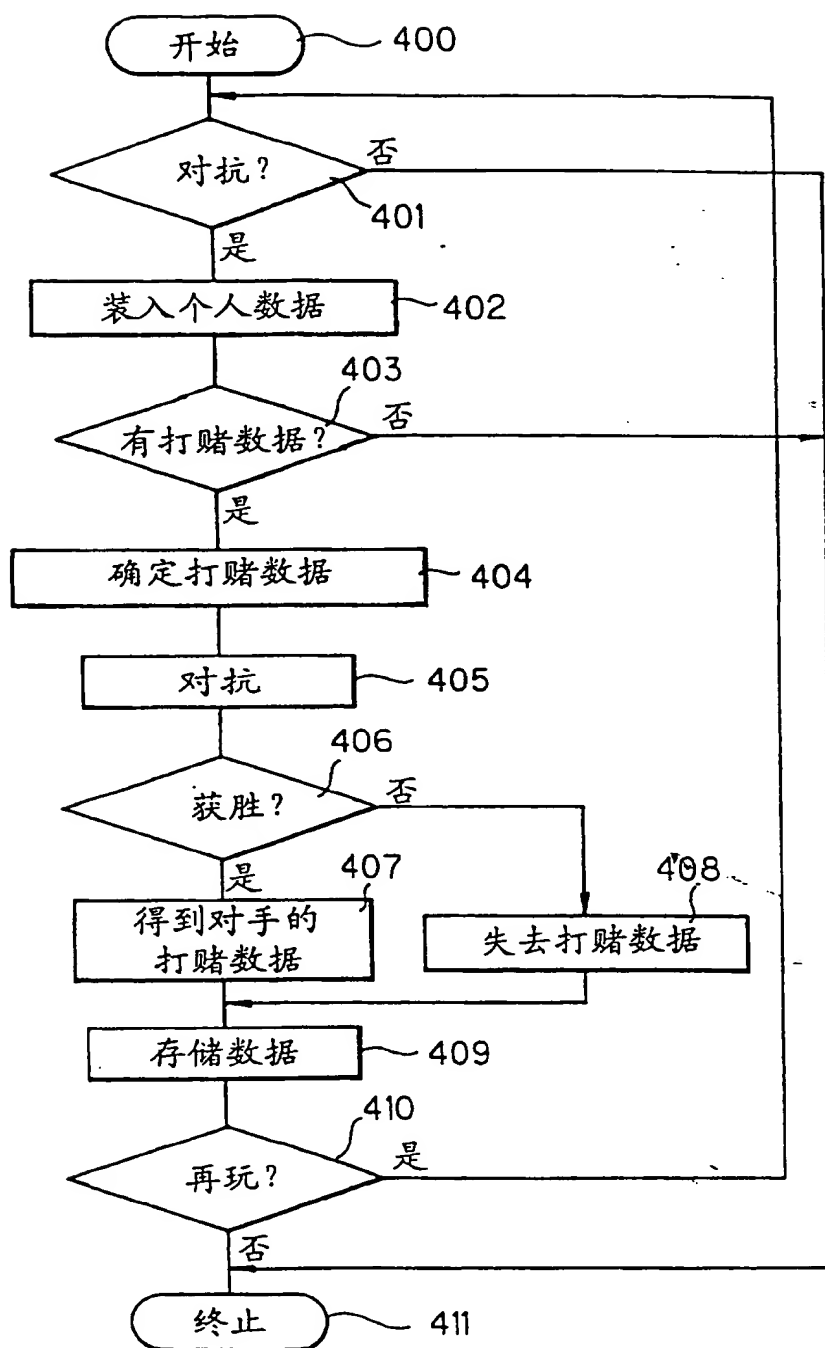 开始
400
对抗?
否
401
是
装入个人数据
402
403
有打赌数据?
否
是
确定打赌数据
404
对抗
405
406
获胜?
否
是
407
得到对手的
打赌数据
408
失去打赌数据
存储数据
409
410
再玩?
是
否
终止
411